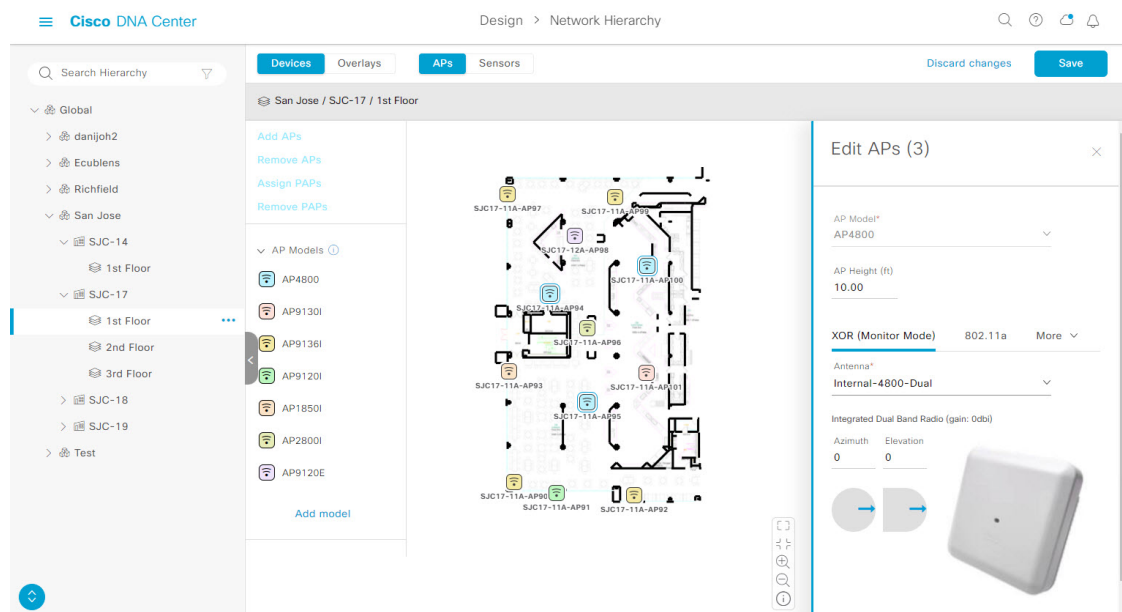 Cisco DNA Center
Design > Network Hierarchy
Search Hierarchy
Global
danijoh2
Ecublens
Richfield
San Jose
SJC-14
1st Floor
SJC-17
1st Floor
2nd Floor
3rd Floor
SJC-18
SJC-19
Test
Devices Overlays APs Sensors
Discard changes Save
San Jose / SJC-17 / 1st Floor
Add APs
Remove APs
Assign PAPs
Remove PAPs
AP Models
AP4800
AP9130I
AP9136I
AP9120I
AP1850I
AP2800I
AP9120E
Add model
SJC17-11A-AP97
SJC17-11A-AP99
SJC17-12A-AP98
SJC17-11A-AP100
SJC17-11A-AP94
SJC17-11A-AP96
SJC17-11A-AP93
SJC17-11A-AP101
SJC17-11A-AP95
SJC17-11A-AP90
SJC17-11A-AP91
SJC17-11A-AP92
Edit APs (3)
AP Model*
AP4800
AP Height (ft)
10.00
XOR (Monitor Mode) 802.11a More
Antenna*
Internal-4800-Dual
Integrated Dual Band Radio (gain: 0dbi)
Azimuth Elevation
0 0